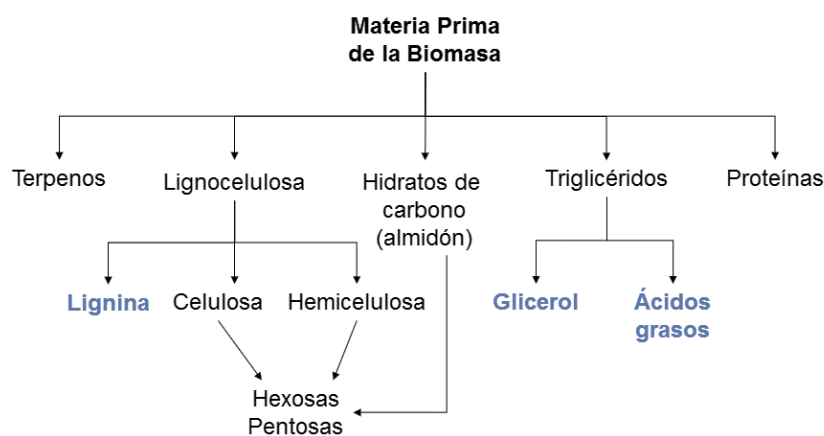 Materia Prima
de la Biomasa
Terpenos
Lignocelulosa
Hidratos de
carbono
(almidón)
Triglicéridos
Proteínas
Lignina
Celulosa
Hemicelulosa
Glicerol
Ácidos
grasos
Hexosas
Pentosas